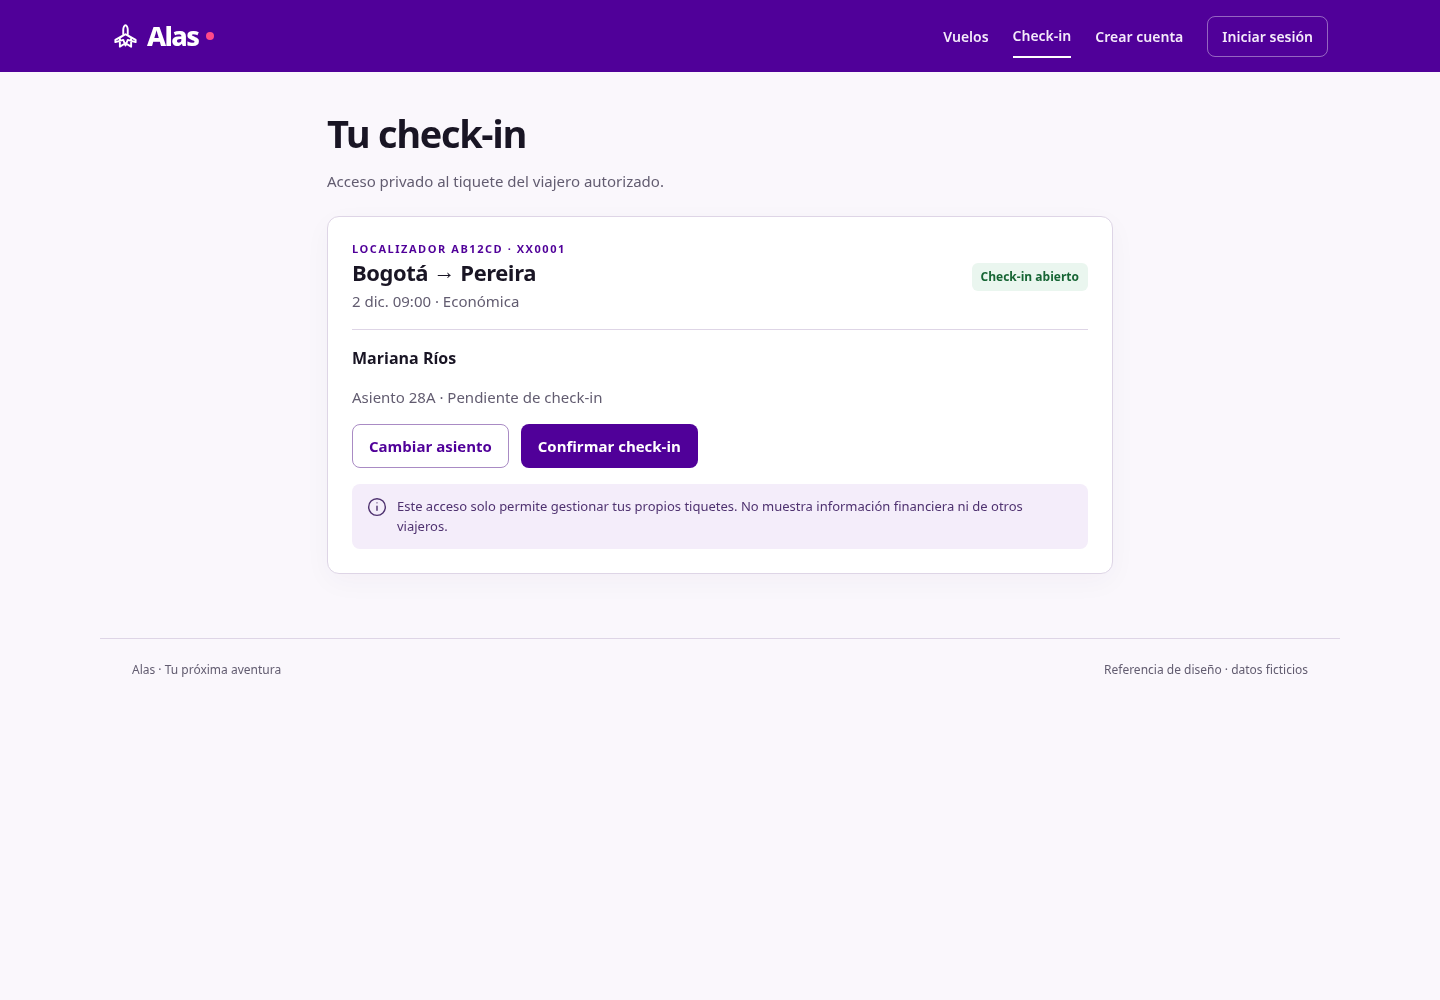 Alas
Vuelos
Check-in
Crear cuenta
Iniciar sesión
Tu check-in
Acceso privado al tiquete del viajero autorizado.
LOCALIZADOR AB12CD · XX0001
Bogotá → Pereira
Check-in abierto
2 dic. 09:00 · Económica
Mariana Ríos
Asiento 28A · Pendiente de check-in
Cambiar asiento
Confirmar check-in
Este acceso solo permite gestionar tus propios tiquetes. No muestra información financiera ni de otros
viajeros.
Alas · Tu próxima aventura
Referencia de diseño · datos ficticios